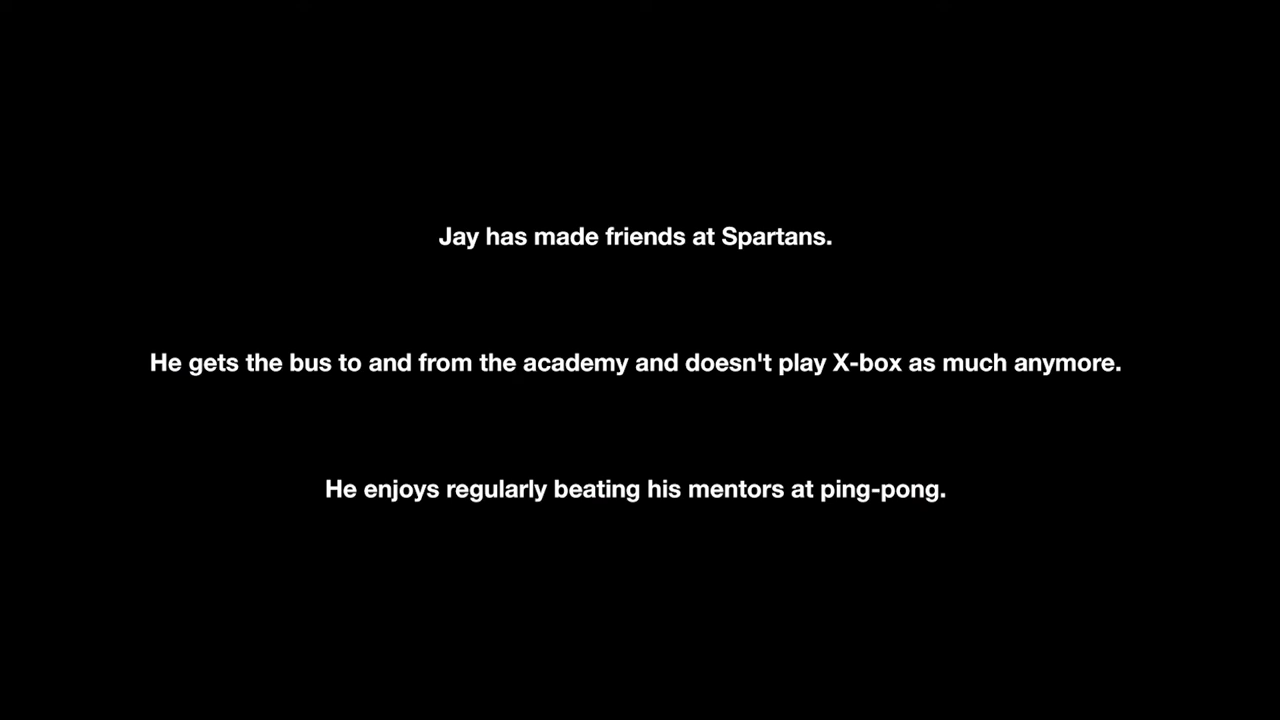 Jay has made friends at Spartans.
He gets the bus to and from the academy and doesn't play X-box as much anymore.
He enjoys regularly beating his mentors at ping-pong.